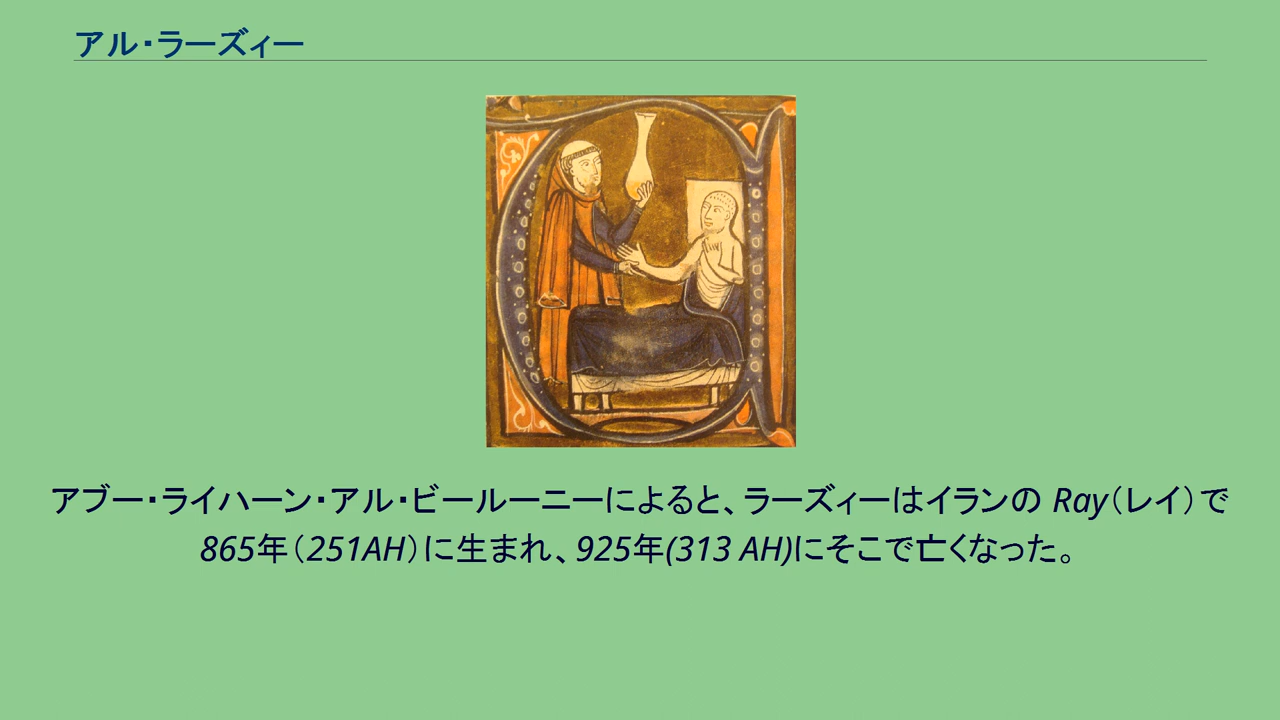 アル・ラーズィー
アブー・ライハーン・アル・ビールーニーによると、ラーズィーはイランの Ray（レイ）で
865年（251AH）に生まれ、925年(313 AH)にそこで亡くなった。